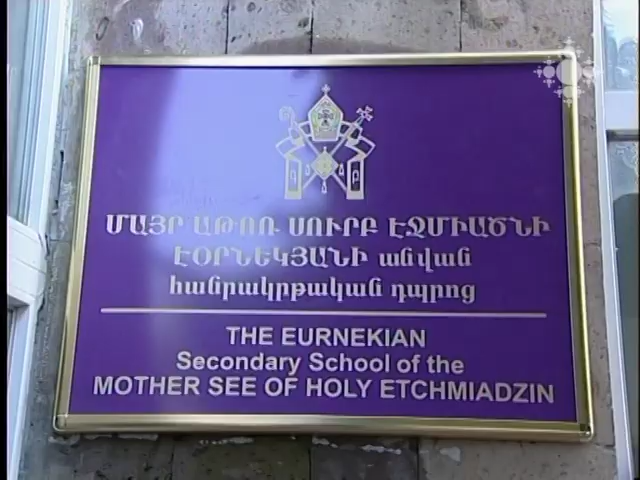 ՄԱՅՐ ԱԹՈՌ ՍՈՒՐԲ ԷՋՄԻԱԾՆԻ
ԷՕՐՆԵԿՅԱՆԻ անվան
հանրակրթական դպրոց
THE EURNEKIAN
Secondary School of the
MOTHER SEE OF HOLY ETCHMIADZIN